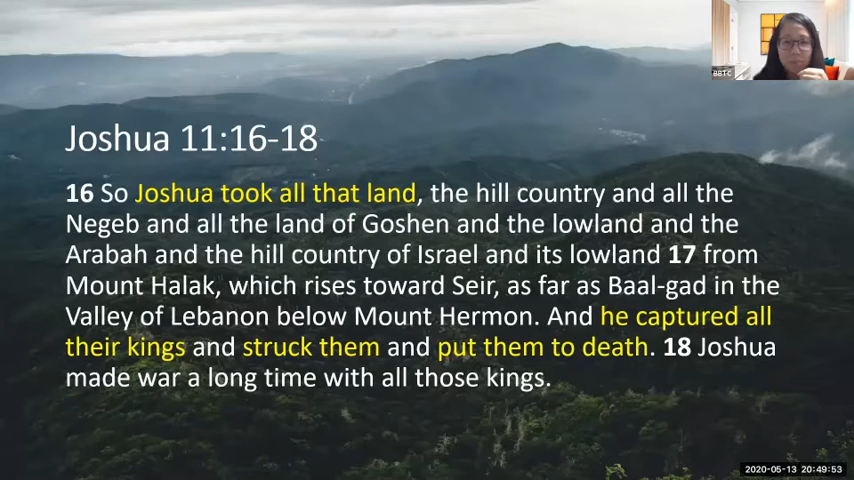 BBTC
Joshua 11:16-18
16 So Joshua took all that land, the hill country and all the
Negeb and all the land of Goshen and the lowland and the
Arabah and the hill country of Israel and its lowland 17 from
Mount Halak, which rises toward Seir, as far as Baal-gad in the
Valley of Lebanon below Mount Hermon. And he captured all
their kings and struck them and put them to death. 18 Joshua
made war a long time with all those kings.
2020-05-13 20:49:53